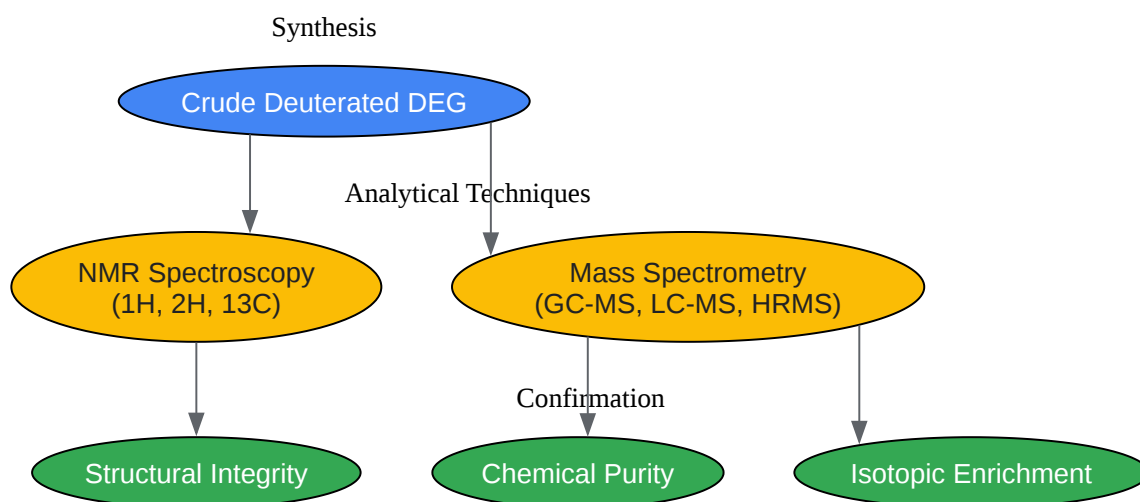 Synthesis
Crude Deuterated DEG
Analytical Techniques
NMR Spectroscopy
(1H, 2H, 13C)
Mass Spectrometry
(GC-MS, LC-MS, HRMS)
Confirmation
Structural Integrity
Chemical Purity
Isotopic Enrichment